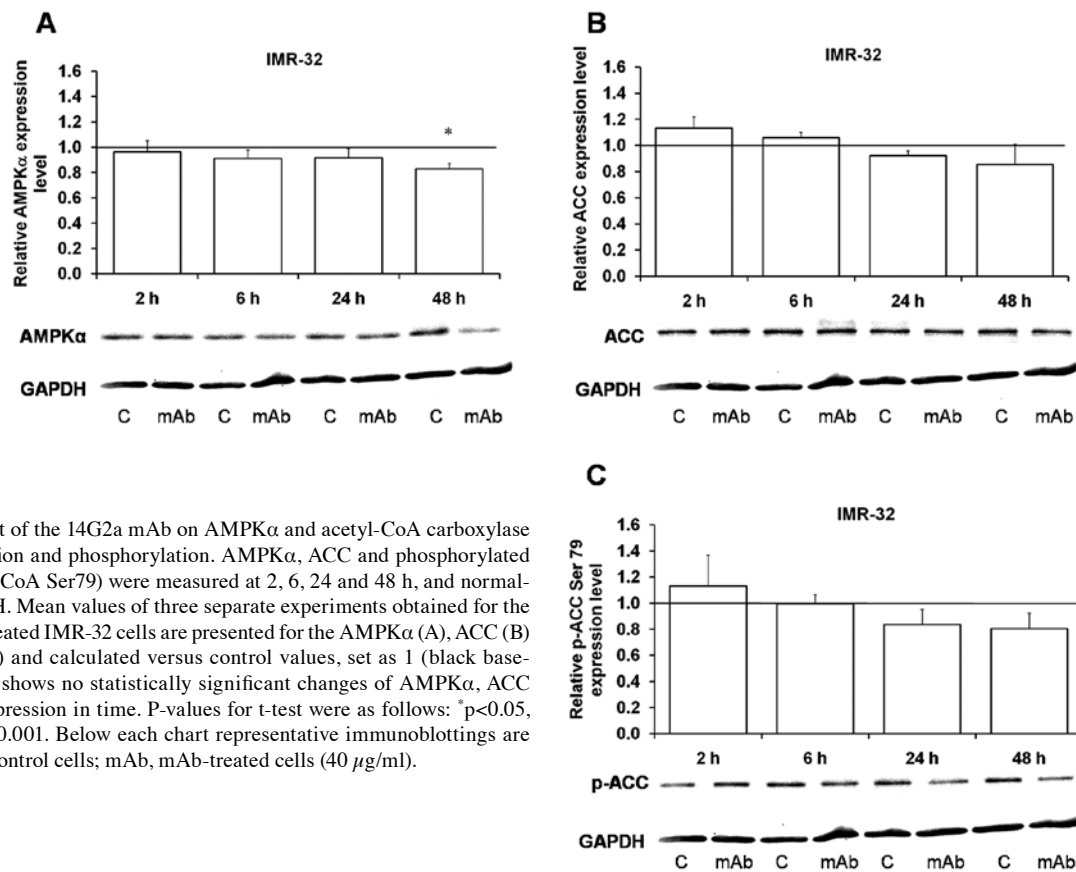 A
IMR-32
Relative AMPKα expression
level
1.6
1.4
1.2
1.0
0.8
0.6
0.4
0.2
0.0
*
2 h 6 h 24 h 48 h
AMPKα
GAPDH
C mAb C mAb C mAb C mAb
B
IMR-32
Relative ACC expression level
1.6
1.4
1.2
1.0
0.8
0.6
0.4
0.2
0.0
2 h 6 h 24 h 48 h
ACC
GAPDH
C mAb C mAb C mAb C mAb
t of the 14G2a mAb on AMPKα and acetyl-CoA carboxylase
ion and phosphorylation. AMPKα, ACC and phosphorylated
CoA Ser79) were measured at 2, 6, 24 and 48 h, and normal-
H. Mean values of three separate experiments obtained for the
eated IMR-32 cells are presented for the AMPKα (A), ACC (B)
) and calculated versus control values, set as 1 (black base-
shows no statistically significant changes of AMPKα, ACC
pression in time. P-values for t-test were as follows: *p<0.05,
0.001. Below each chart representative immunoblottings are
ontrol cells; mAb, mAb-treated cells (40 µg/ml).
C
IMR-32
Relative p-ACC Ser 79
expression level
1.6
1.4
1.2
1.0
0.8
0.6
0.4
0.2
0.0
2 h 6 h 24 h 48 h
p-ACC
GAPDH
C mAb C mAb C mAb C mAb